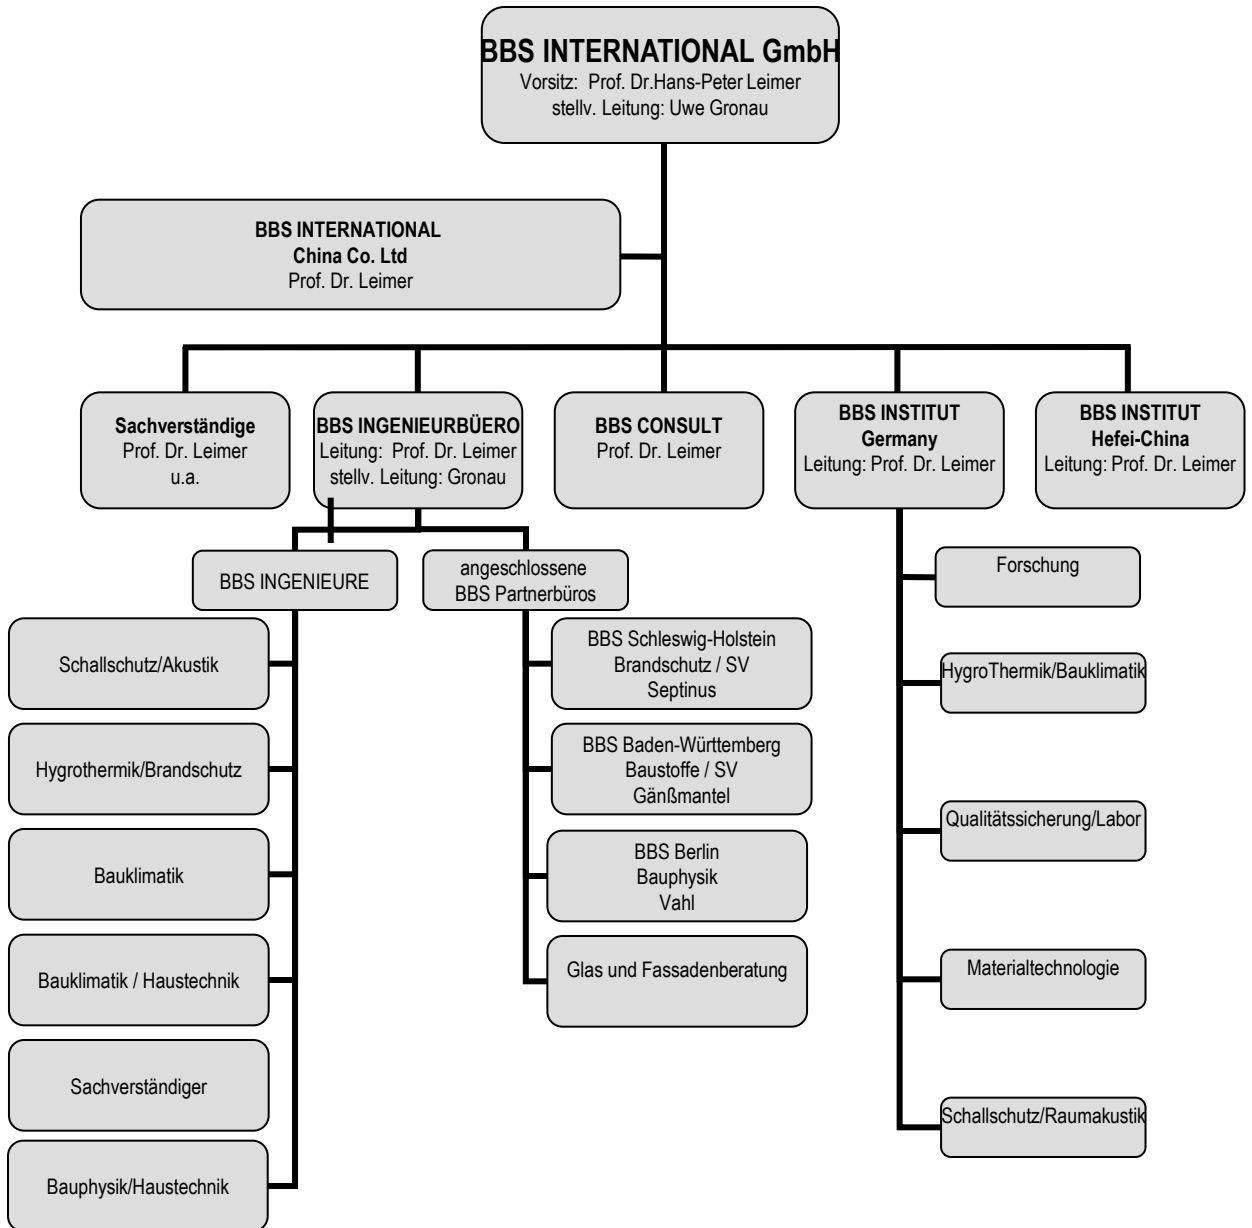 BBS INTERNATIONAL GmbH
Vorsitz: Prof. Dr.Hans-Peter Leimer
stellv. Leitung: Uwe Gronau
BBS INTERNATIONAL
China Co. Ltd
Prof. Dr. Leimer
Sachverständige
Prof. Dr. Leimer
u.a.
BBS INGENIEURBÜERO
Leitung: Prof. Dr. Leimer
stellv. Leitung: Gronau
BBS CONSULT
Prof. Dr. Leimer
BBS INSTITUT
Germany
Leitung: Prof. Dr. Leimer
BBS INSTITUT
Hefei-China
Leitung: Prof. Dr. Leimer
BBS INGENIEURE
angeschlossene
BBS Partnerbüros
Schallschutz/Akustik
Hygrothermik/Brandschutz
Bauklimatik
Bauklimatik / Haustechnik
Sachverständiger
Bauphysik/Haustechnik
BBS Schleswig-Holstein
Brandschutz / SV
Septinus
BBS Baden-Württemberg
Baustoffe / SV
Gänßmantel
BBS Berlin
Bauphysik
Vahl
Glas und Fassadenberatung
Forschung
HygroThermik/Bauklimatik
Qualitätssicherung/Labor
Materialtechnologie
Schallschutz/Raumakustik